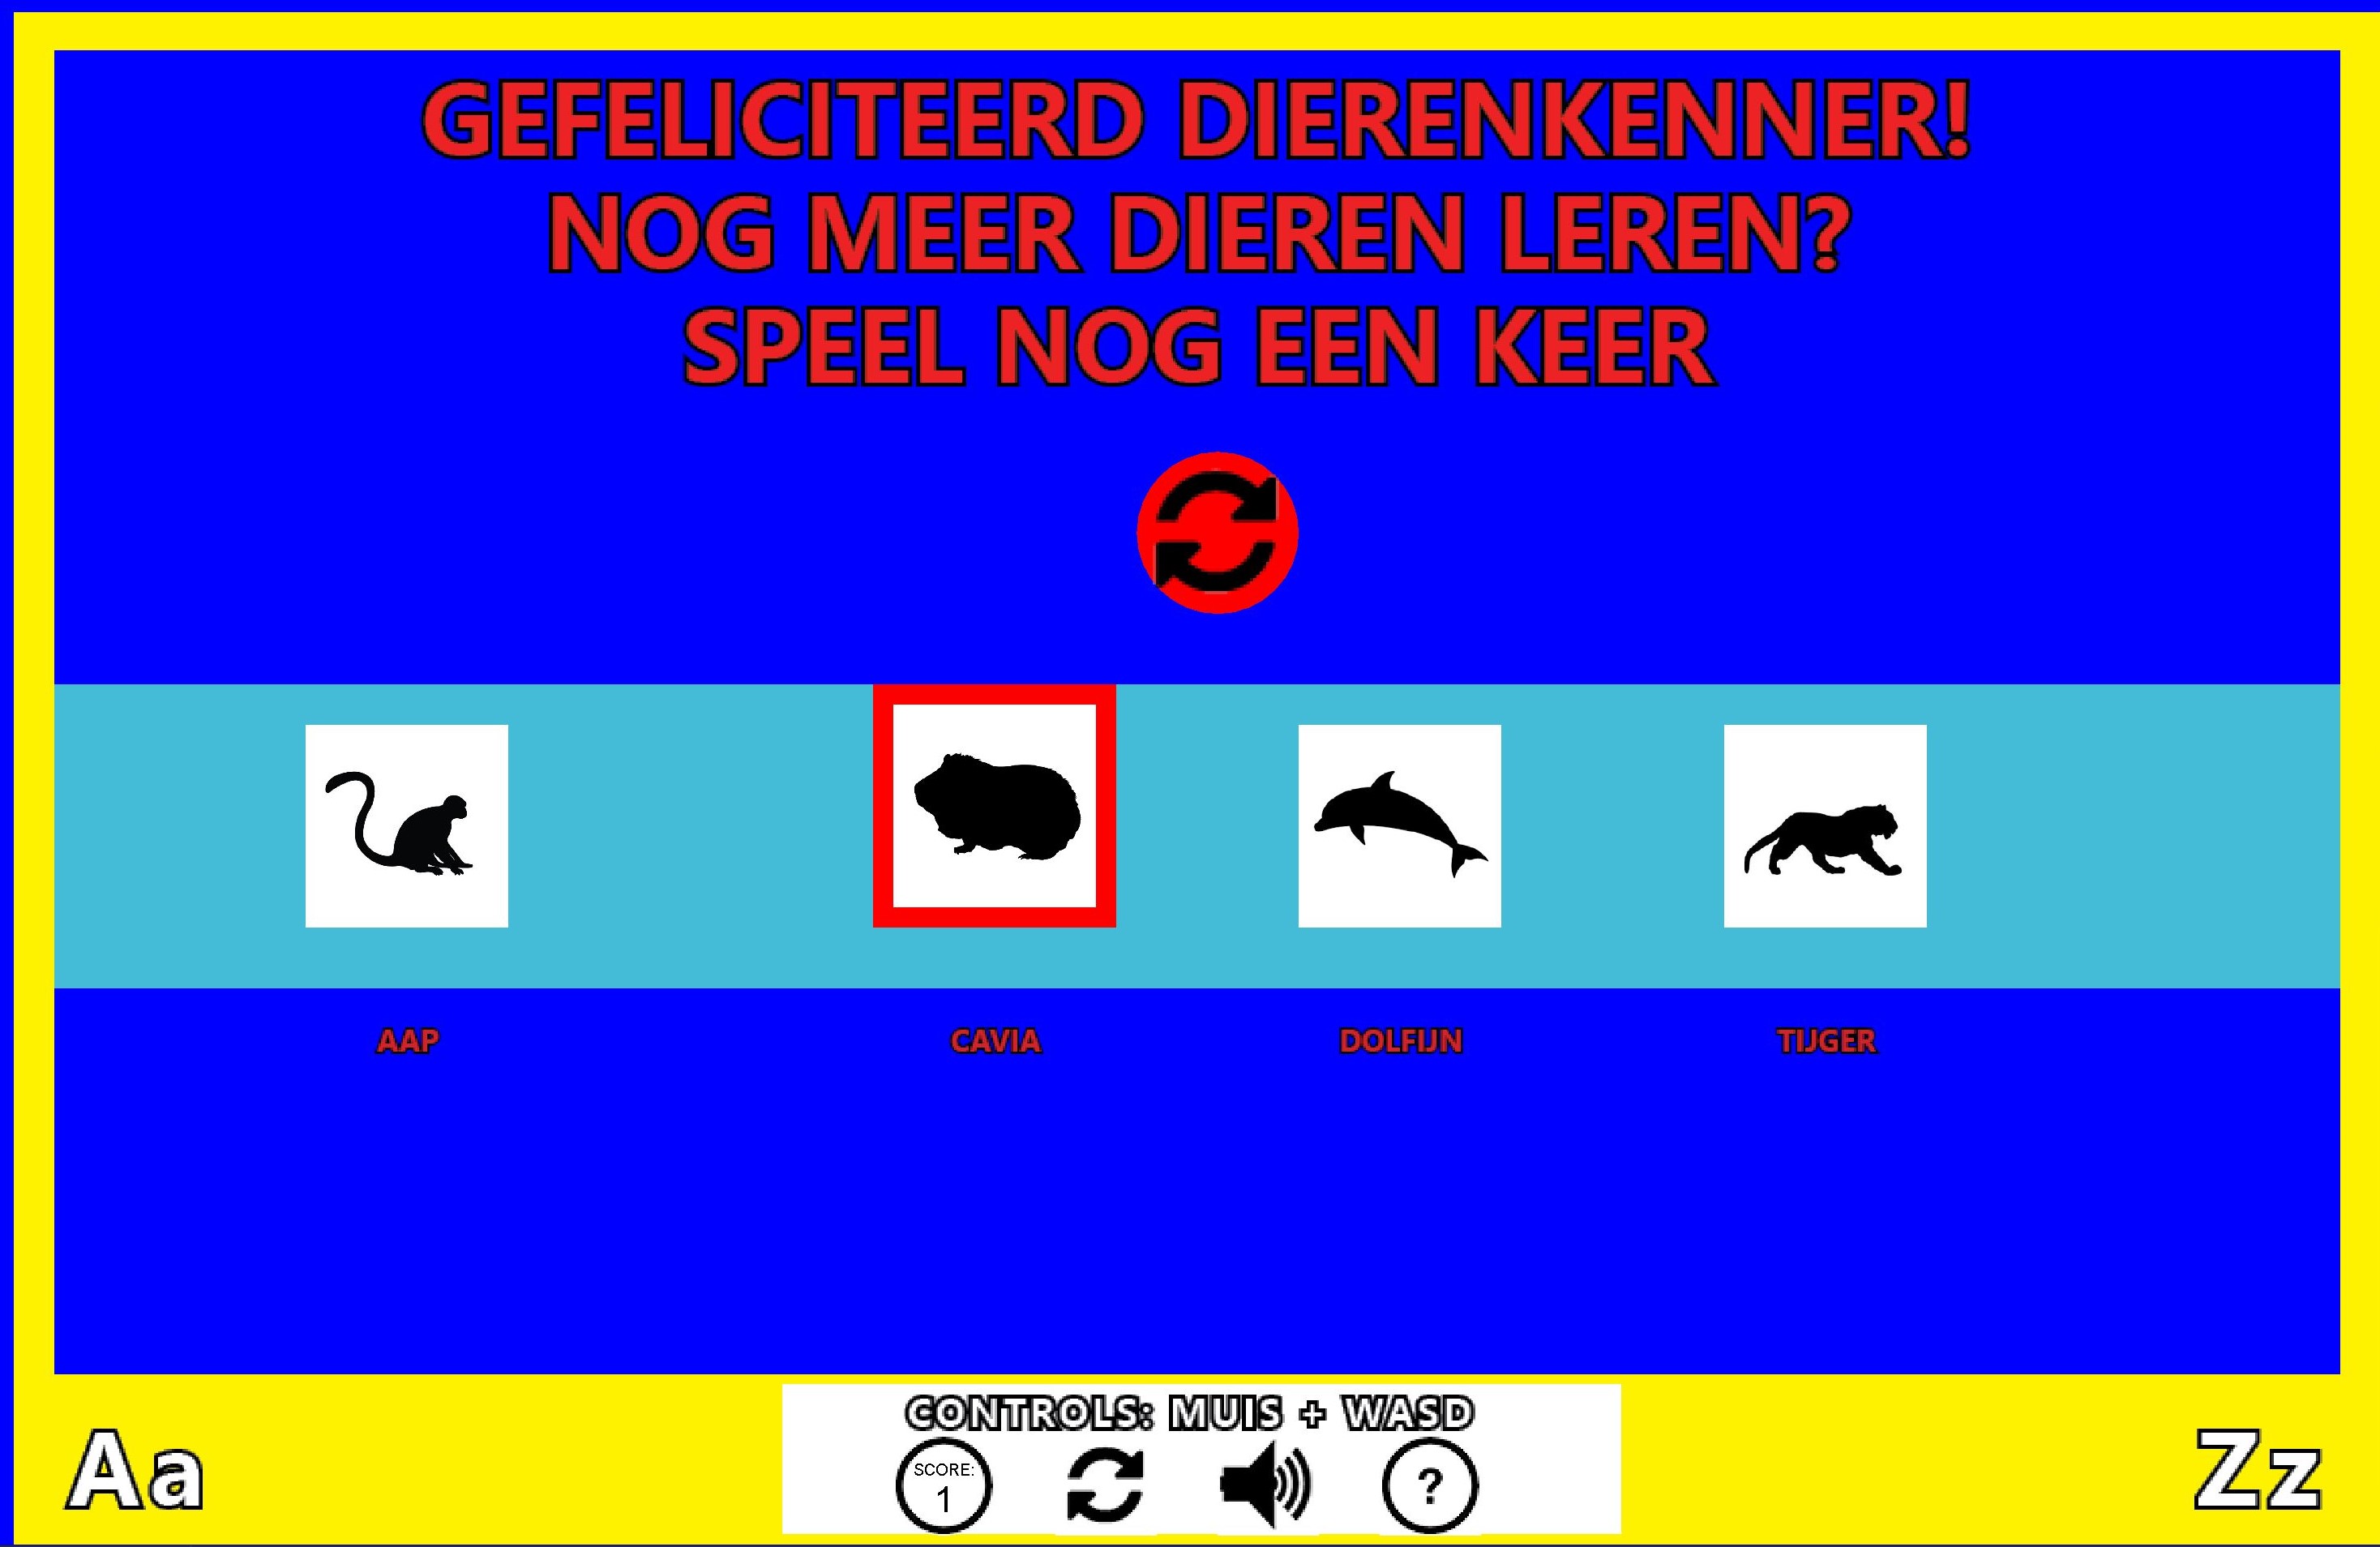 GEFELICITEERD DIERENKENNER!
NOG MEER DIEREN LEREN?
SPEEL NOG EEN KEER
AAP
CAVIA
DOLFIJN
TIJGER
CONTROLS: MUIS + WASD
Aa
SCORE:
1
?
Zz